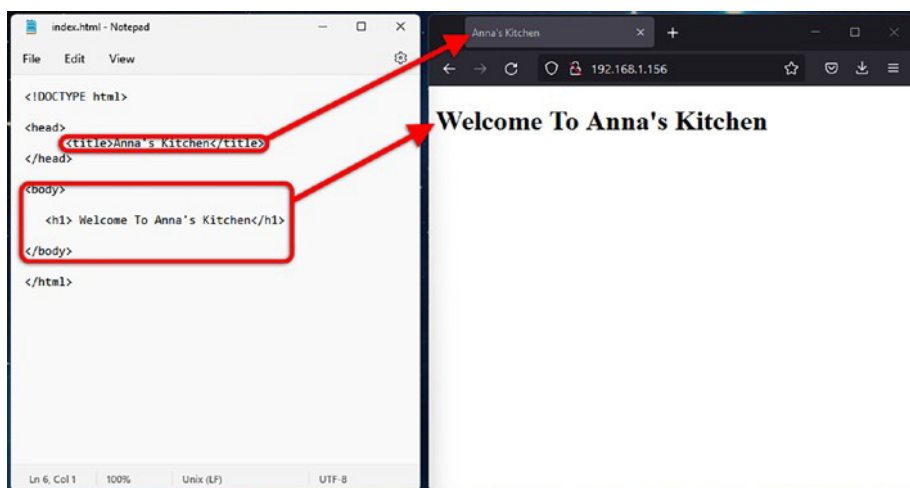 index.html - Notepad
File Edit View
<!DOCTYPE html>
<head>
<title>Anna's Kitchen</title>
</head>
<body>
<h1> Welcome To Anna's Kitchen</h1>
</body>
</html>
Ln 6, Col 1 100% Unix (LF) UTF-8
Anna's Kitchen
192.168.1.156
Welcome To Anna's Kitchen